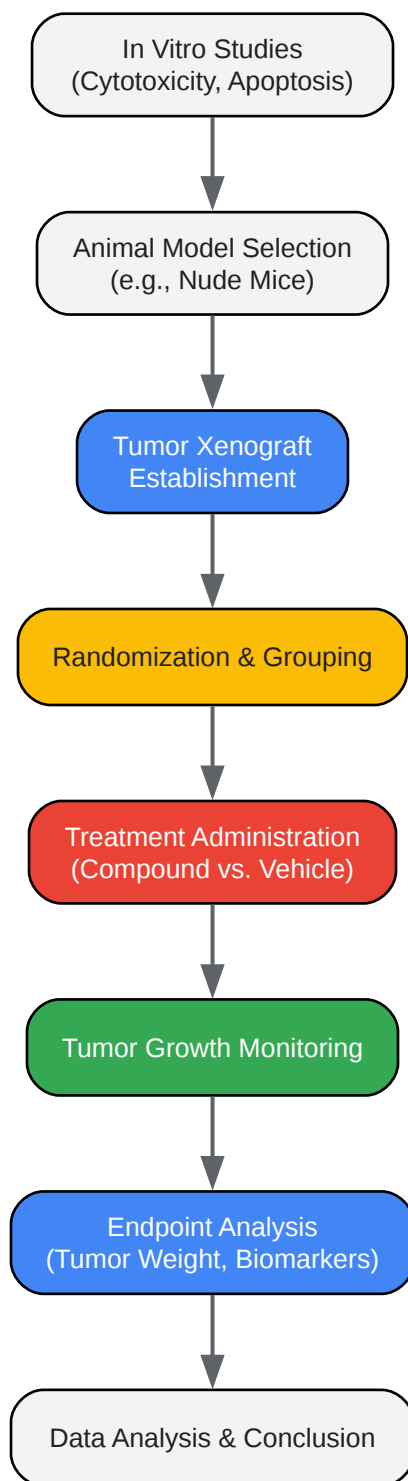 In Vitro Studies
(Cytotoxicity, Apoptosis)
Animal Model Selection
(e.g., Nude Mice)
Tumor Xenograft
Establishment
Randomization & Grouping
Treatment Administration
(Compound vs. Vehicle)
Tumor Growth Monitoring
Endpoint Analysis
(Tumor Weight, Biomarkers)
Data Analysis & Conclusion